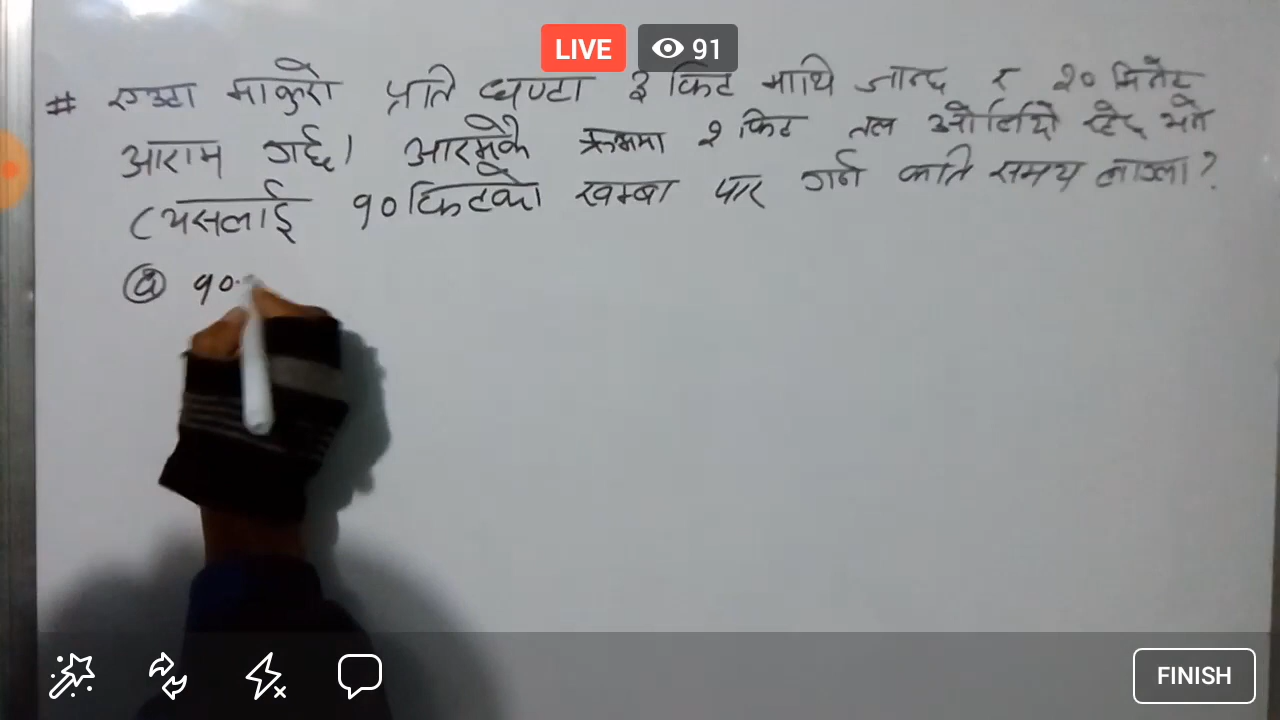 LIVE 91
# एउटा माकुरो प्रति घण्टा ३ फिट माथि जान्छ र २० मिनेट
आराम गर्छ। आरामकै क्रममा २ फिट तल ओर्लिदो रहेछ भने
त्यसलाई १० फिटको खम्बा पार गर्न कति समय लाग्ला?
ⓐ १०.
FINISH